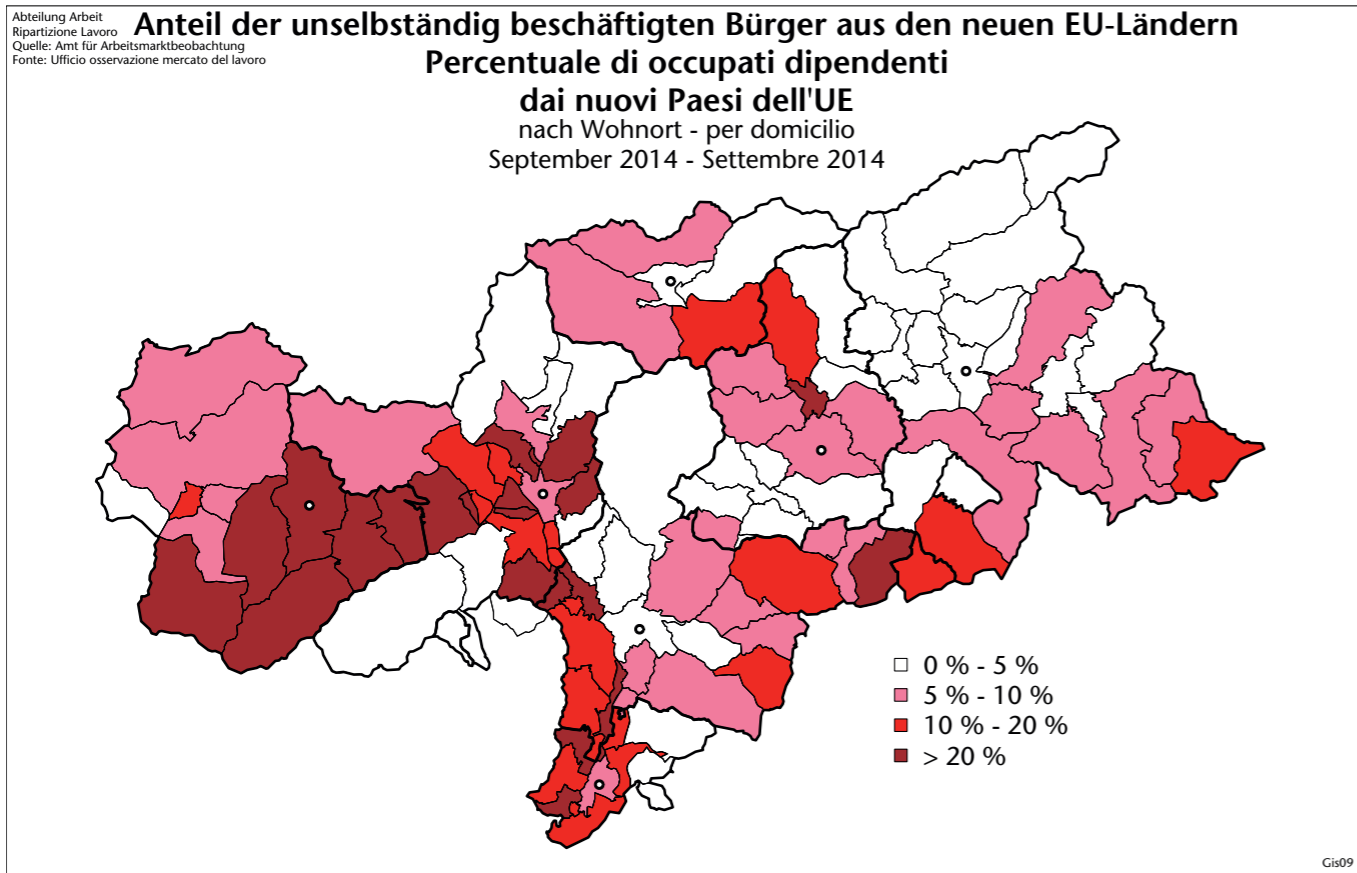 Abteilung Arbeit
Ripartizione Lavoro
Quelle: Amt für Arbeitsmarktbeobachtung
Fonte: Ufficio osservazione mercato del lavoro
Anteil der unselbständig beschäftigten Bürger aus den neuen EU-Ländern
Percentuale di occupati dipendenti
dai nuovi Paesi dell'UE
nach Wohnort - per domicilio
September 2014 - Settembre 2014
0 % - 5 %
5 % - 10 %
10 % - 20 %
> 20 %
Gis09